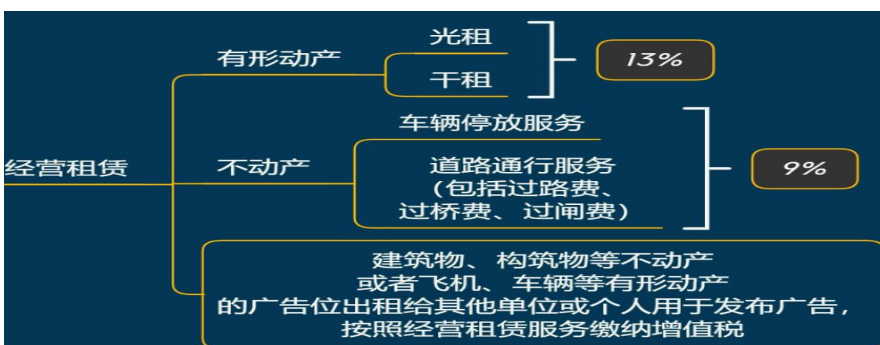 经营租赁
有形动产
光租
干租
13%
不动产
车辆停放服务
道路通行服务
(包括过路费、
过桥费、过闸费)
9%
建筑物、构筑物等不动产
或者飞机、车辆等有形动产
的广告位出租给其他单位或个人用于发布广告,
按照经营租赁服务缴纳增值税